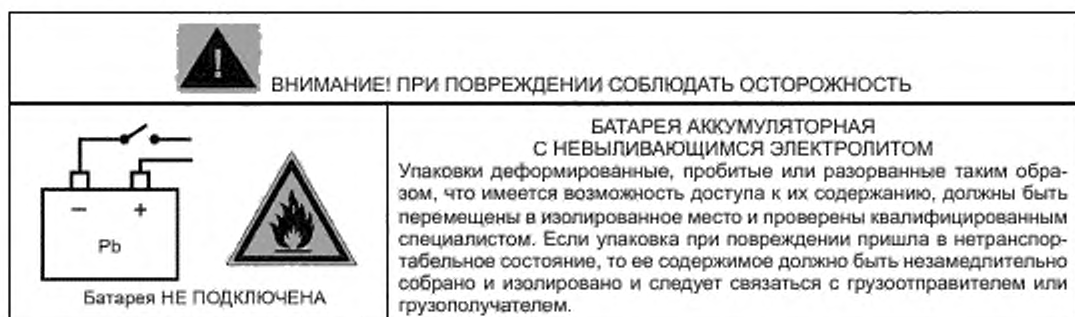 ВНИМАНИЕ! ПРИ ПОВРЕЖДЕНИИ СОБЛЮДАТЬ ОСТОРОЖНОСТЬ
− +
Pb
Батарея НЕ ПОДКЛЮЧЕНА
БАТАРЕЯ АККУМУЛЯТОРНАЯ
С НЕВЫЛИВАЮЩИМСЯ ЭЛЕКТРОЛИТОМ
Упаковки деформированные, пробитые или разорванные таким обра-
зом, что имеется возможность доступа к их содержанию, должны быть
перемещены в изолированное место и проверены квалифицированным
специалистом. Если упаковка при повреждении пришла в нетранспор-
табельное состояние, то ее содержимое должно быть незамедлительно
собрано и изолировано и следует связаться с грузоотправителем или
грузополучателем.